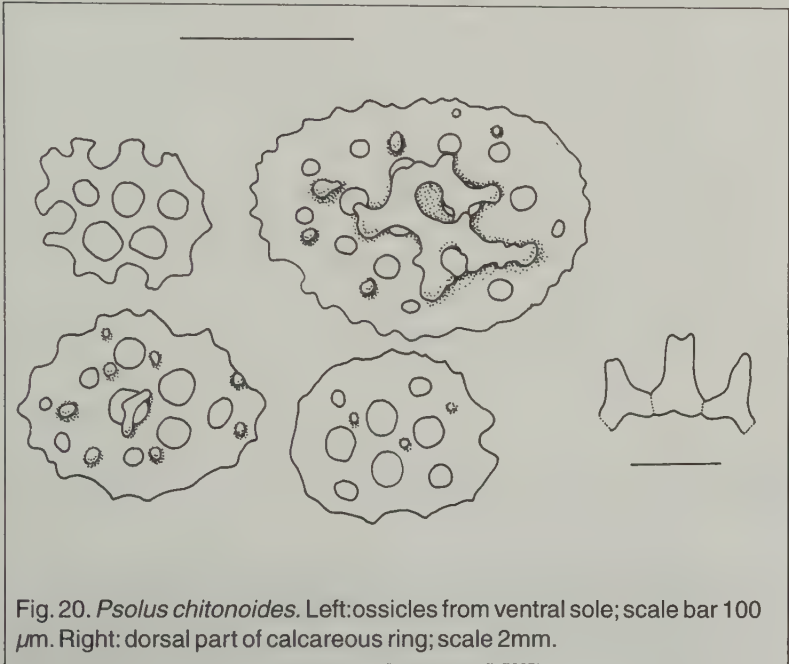 Fig. 20. Psolus chitonoides. Left:ossicles from ventral sole; scale bar 100
μm. Right: dorsal part of calcareous ring; scale 2mm.